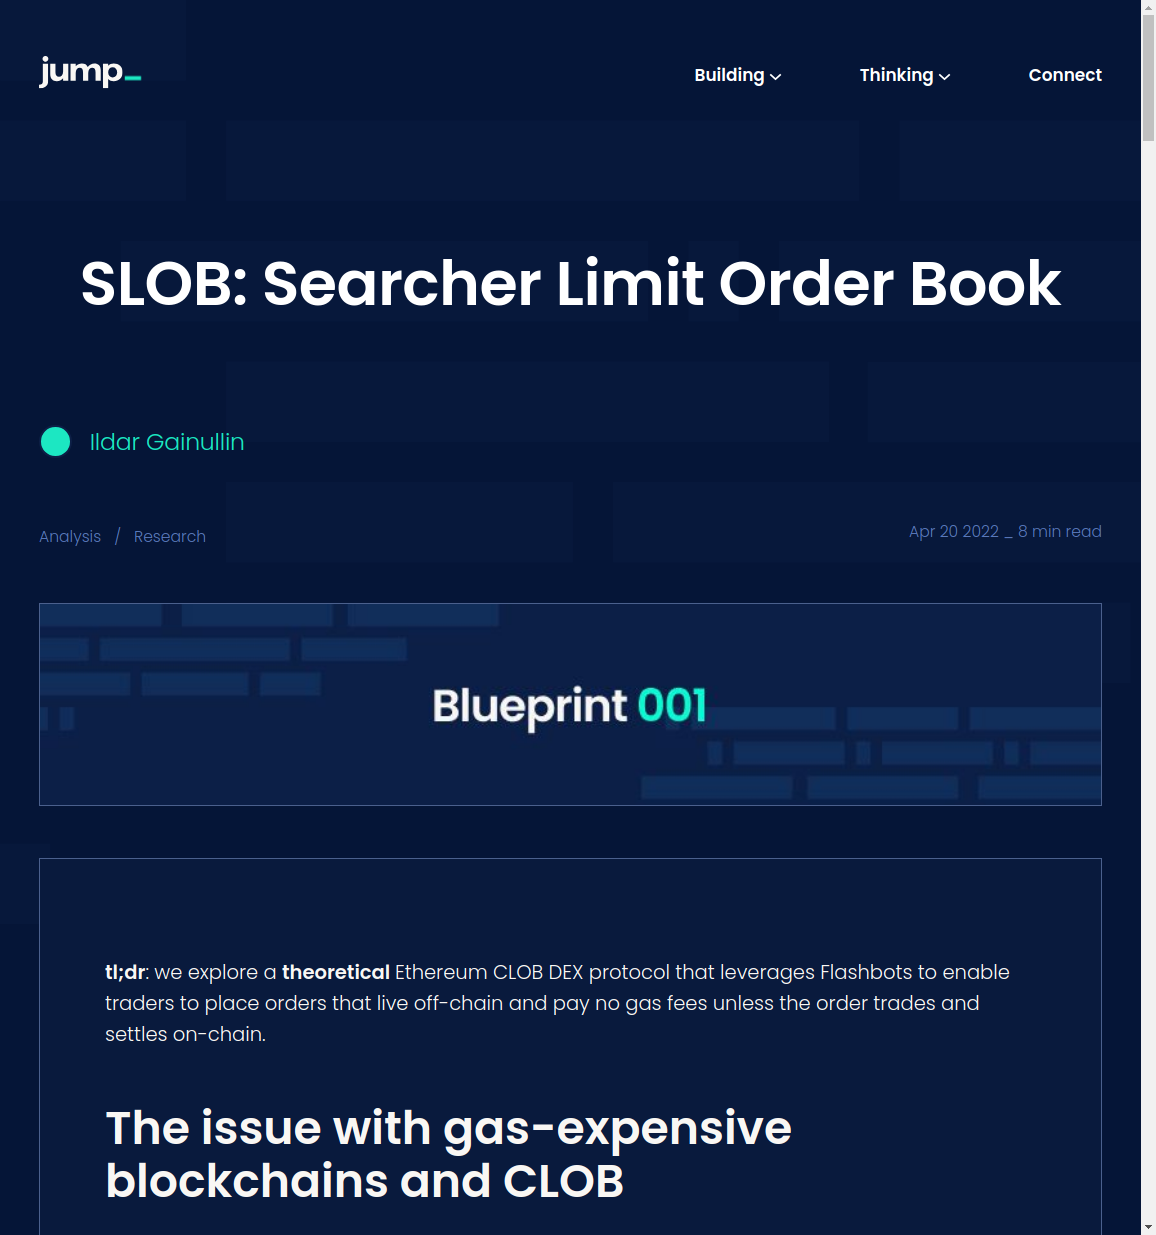 jump_
Building
Thinking
Connect
SLOB: Searcher Limit Order Book
Ildar Gainullin
Analysis / Research
Apr 20 2022 _ 8 min read
Blueprint 001
tl;dr: we explore a theoretical Ethereum CLOB DEX protocol that leverages Flashbots to enable
traders to place orders that live off-chain and pay no gas fees unless the order trades and
settles on-chain.
The issue with gas-expensive
blockchains and CLOB